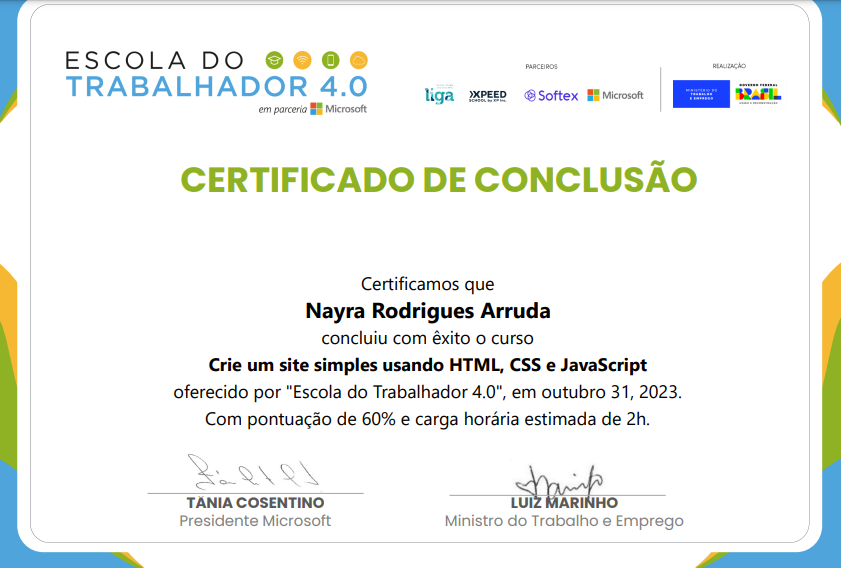 ESCOLA DO
TRABALHADOR 4.0
em parceria Microsoft
PARCEIROS
liga
XPEED
SCHOOL by XP Inc.
Softex
Microsoft
REALIZAÇÃO
MINISTÉRIO DO
TRABALHO
E EMPREGO
GOVERNO FEDERAL
BRASIL
UNIÃO E RECONSTRUÇÃO
CERTIFICADO DE CONCLUSÃO
Certificamos que
Nayra Rodrigues Arruda
concluiu com êxito o curso
Crie um site simples usando HTML, CSS e JavaScript
oferecido por "Escola do Trabalhador 4.0", em outubro 31, 2023.
Com pontuação de 60% e carga horária estimada de 2h.
TÂNIA COSENTINO
Presidente Microsoft
LUIZ MARINHO
Ministro do Trabalho e Emprego